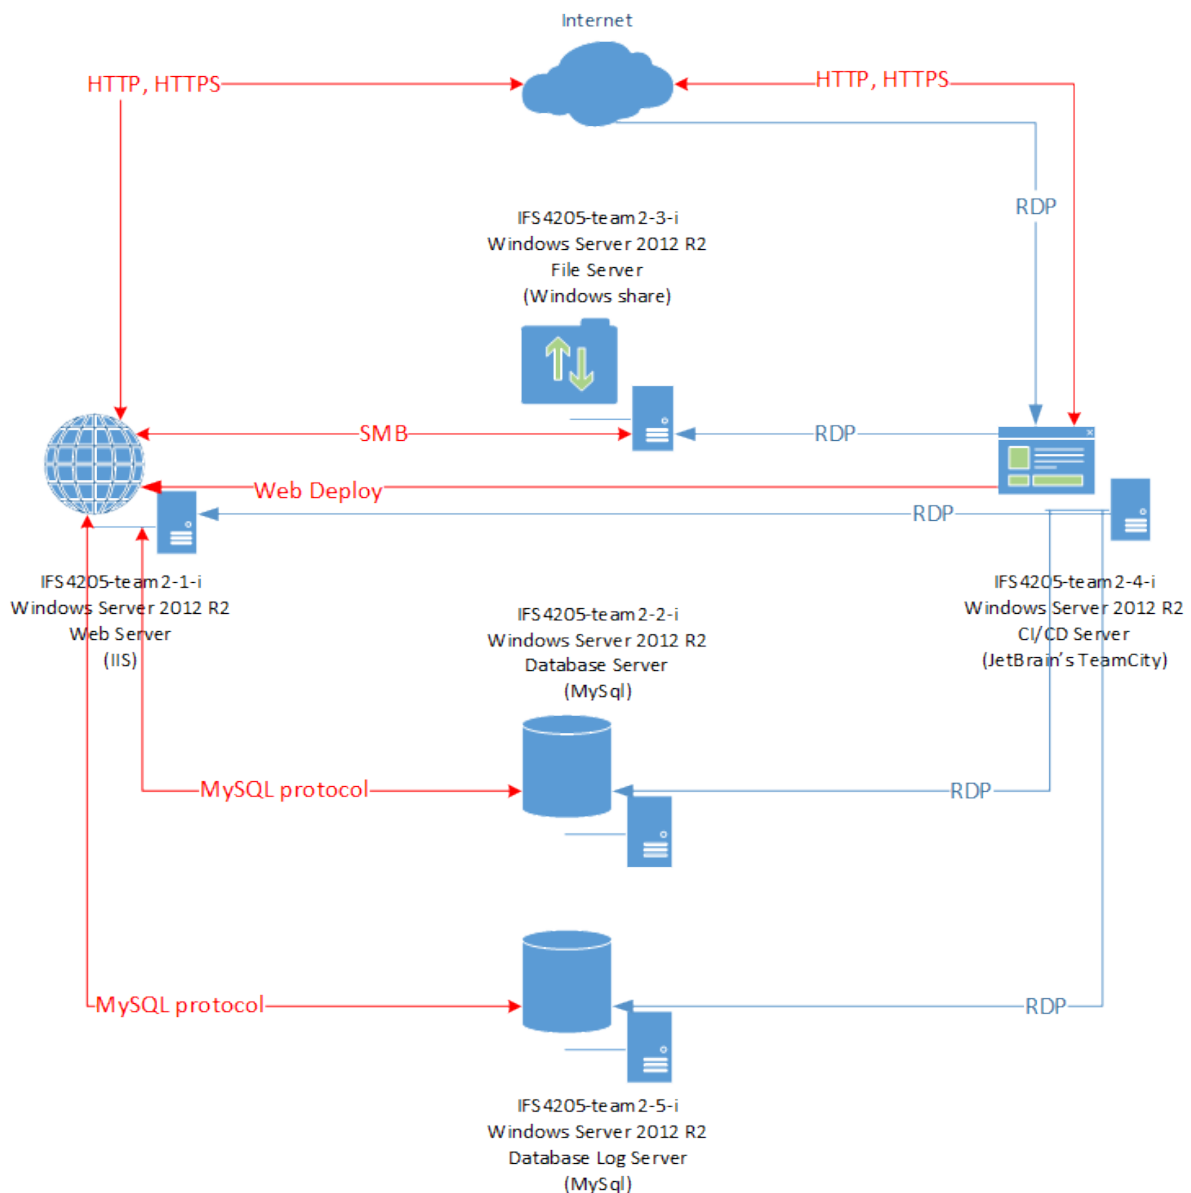 Internet
HTTP, HTTPS
HTTP, HTTPS
RDP
IFS4205-team2-3-i
Windows Server 2012 R2
File Server
(Windows share)
SMB
RDP
Web Deploy
RDP
IFS4205-team2-1-i
Windows Server 2012 R2
Web Server
(IIS)
IFS4205-team2-2-i
Windows Server 2012 R2
Database Server
(MySql)
IFS4205-team2-4-i
Windows Server 2012 R2
CI/CD Server
(JetBrain's TeamCity)
MySQL protocol
RDP
MySQL protocol
RDP
IFS4205-team2-5-i
Windows Server 2012 R2
Database Log Server
(MySql)